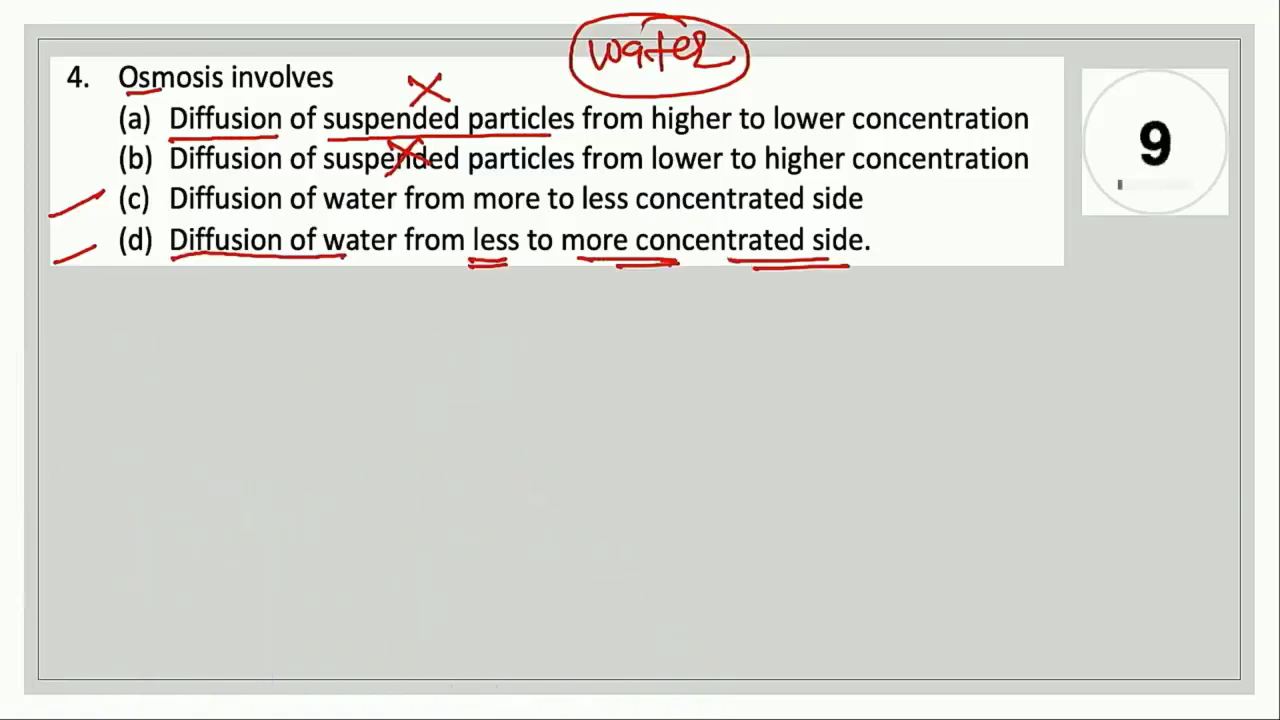 water
4. Osmosis involves
(a) Diffusion of suspended particles from higher to lower concentration
(b) Diffusion of suspended particles from lower to higher concentration
(c) Diffusion of water from more to less concentrated side
(d) Diffusion of water from less to more concentrated side.
9